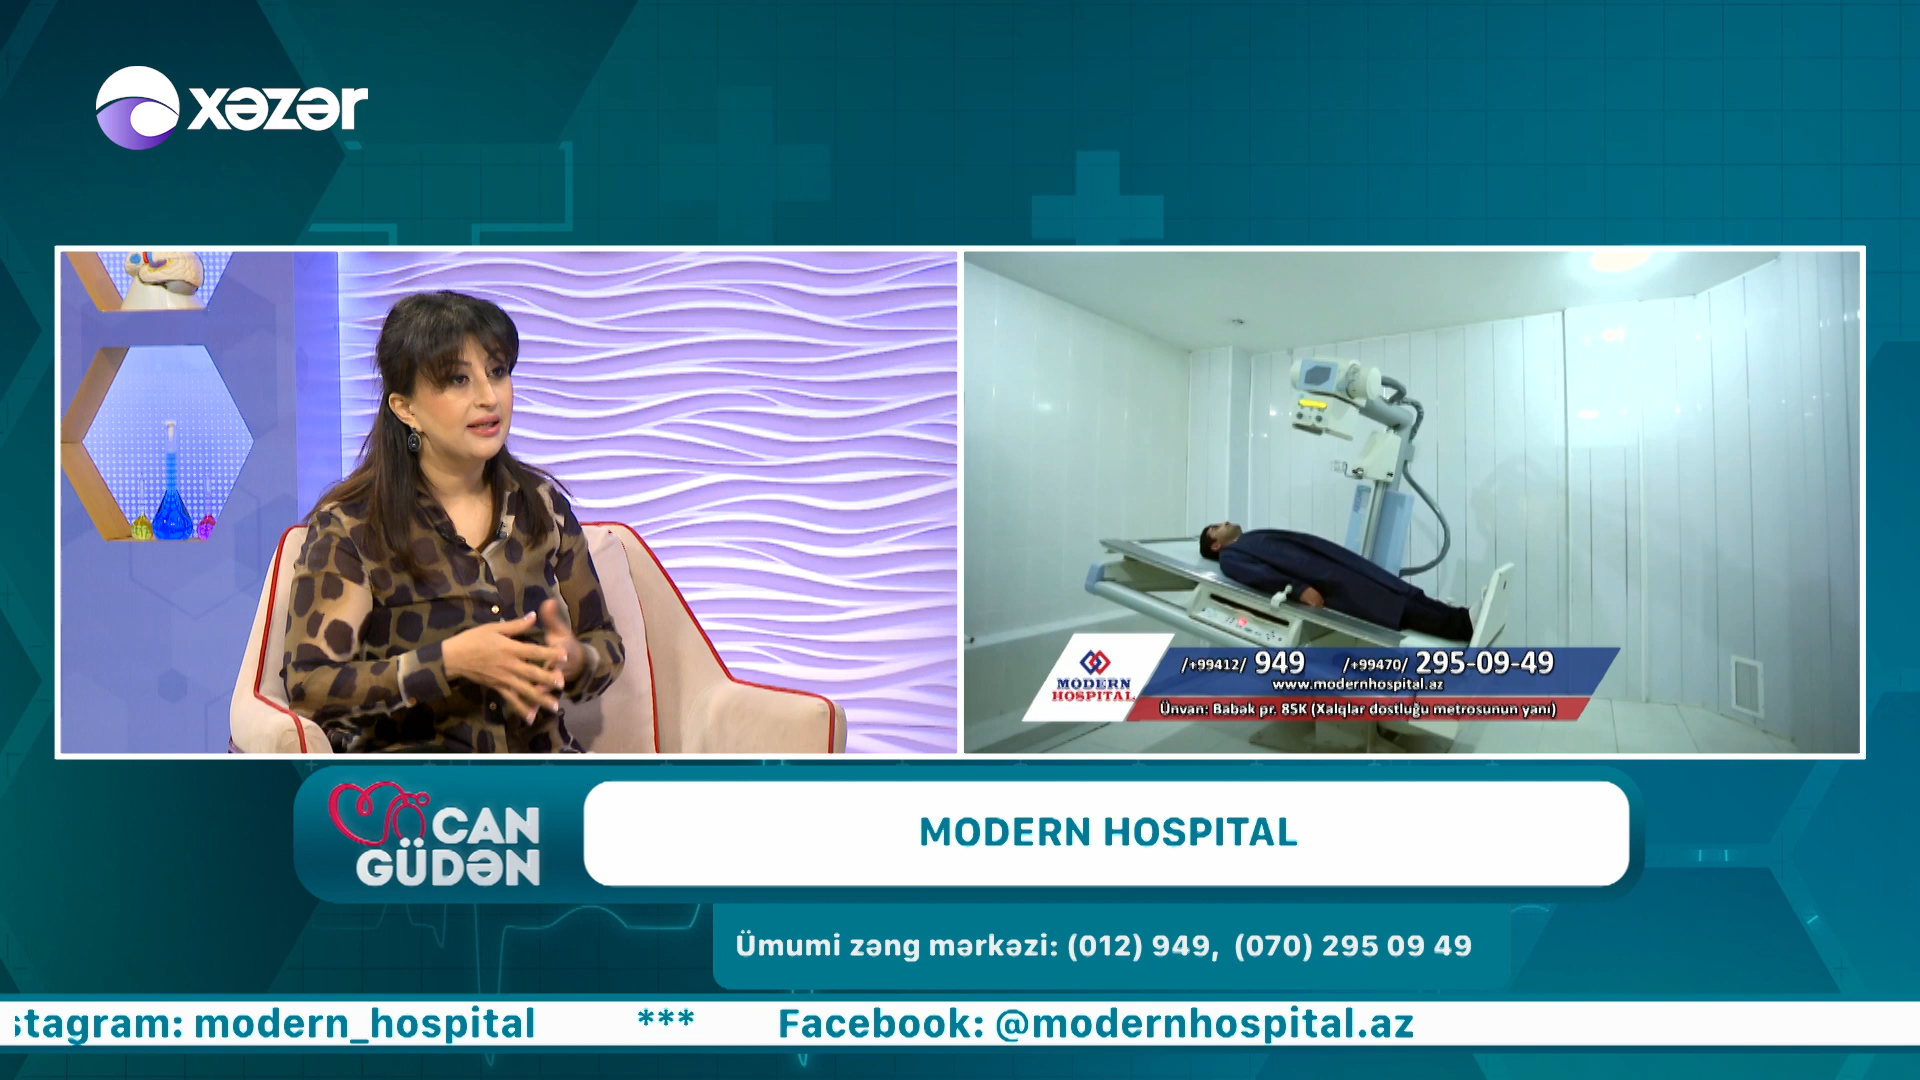 xəzər
/+99412/ 949 /+99470/ 295-09-49
www.modernhospital.az
MODERN
HOSPITAL
Ünvan: Babək pr. 85K (Xalqlar dostluğu metrosunun yanı)
CAN
GÜDƏN
MODERN HOSPITAL
Ümumi zəng mərkəzi: (012) 949, (070) 295 09 49
stagram: modern_hospital *** Facebook: @modernhospital.az